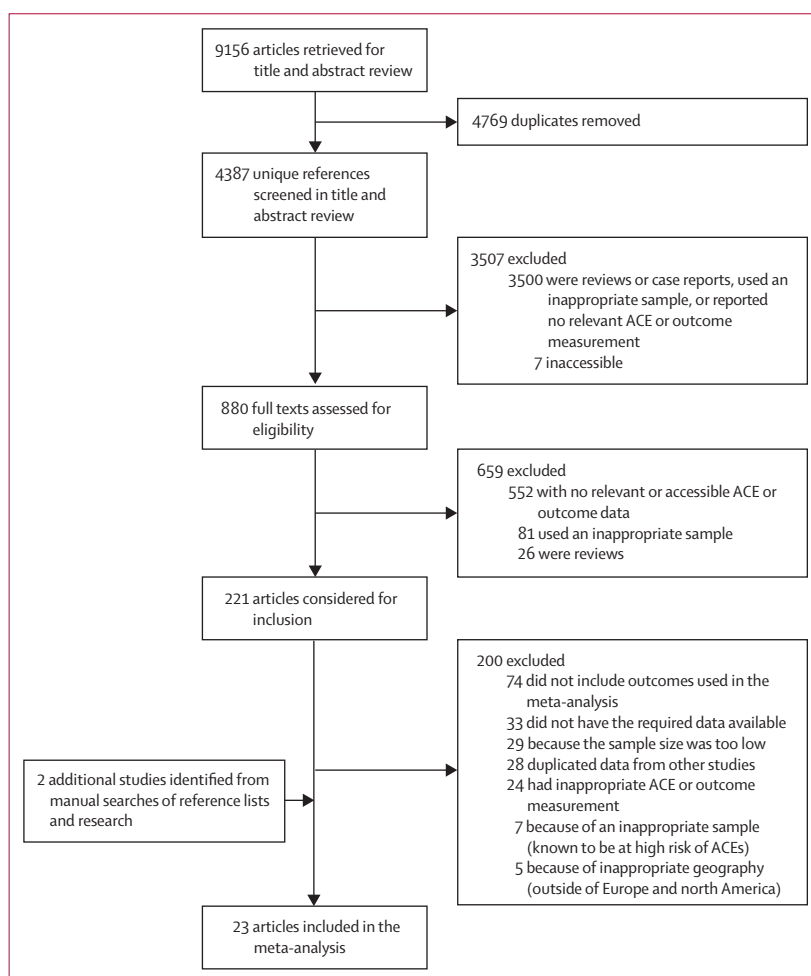 9156 articles retrieved for
title and abstract review
4769 duplicates removed
4387 unique references
screened in title and
abstract review
3507 excluded
3500 were reviews or case reports, used an
inappropriate sample, or reported
no relevant ACE or outcome
measurement
7 inaccessible
880 full texts assessed for
eligibility
659 excluded
552 with no relevant or accessible ACE or
outcome data
81 used an inappropriate sample
26 were reviews
221 articles considered for
inclusion
200 excluded
74 did not include outcomes used in the
meta-analysis
33 did not have the required data available
29 because the sample size was too low
28 duplicated data from other studies
24 had inappropriate ACE or outcome
measurement
7 because of an inappropriate sample
(known to be at high risk of ACEs)
5 because of inappropriate geography
(outside of Europe and north America)
2 additional studies identified from
manual searches of reference lists
and research
23 articles included in the
meta-analysis